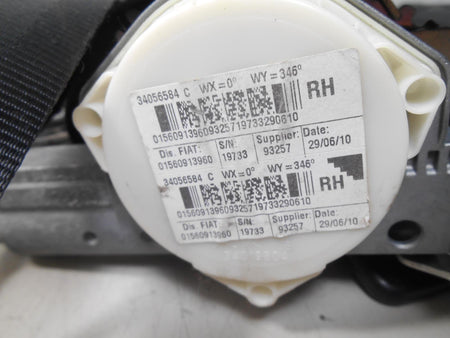 34056584 C WX=0° WY=346°
RH
01560913960932571973329061​0
Dis. FIAT: S/N: Supplier: Date:
01560913960 19733 93257 29/06/10
34056584 C WX=0° WY=346°
RH
015609139609325719733290610
Dis. FIAT: S/N: Supplier: Date:
01560913960 19733 93257 29/06/10